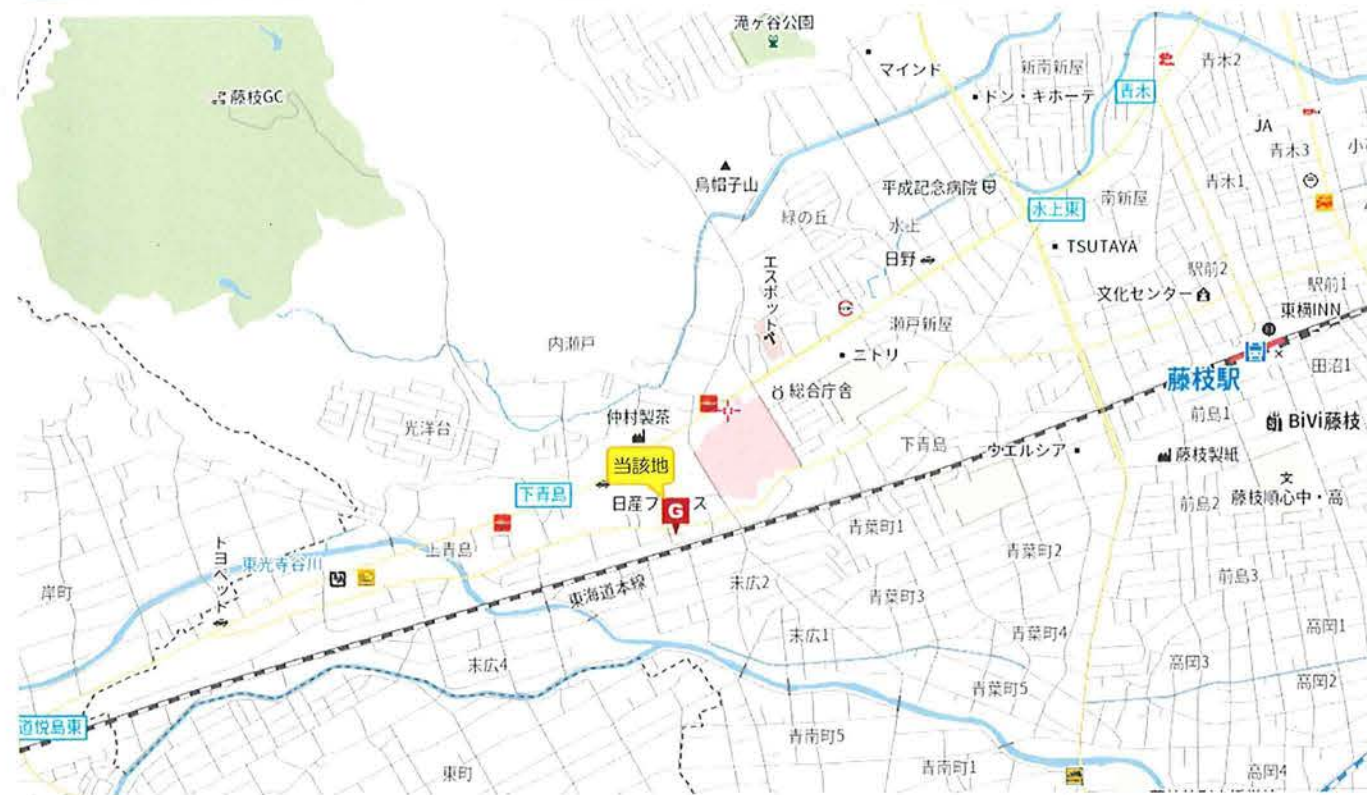 滝ヶ谷公園
マインド
新南新屋
青木2
ドン・キホーテ
青木
藤枝GC
JA
青木3
烏帽子山
平成記念病院
青木1
緑の丘
水上
水上東
南新屋
TSUTAYA
エスポット
日野
駅前2
文化センター
駅前1
東横INN
瀬戸新屋
内瀬戸
ニトリ
藤枝駅
田沼1
総合庁舎
仲村製茶
光洋台
前島1
BiVi藤枝
下青島
ウエルシア
藤枝製紙
当該地
下青島
日産プ
ス
G
文
藤枝順心中・高
前島2
青葉町1
上青島
トヨペット
東光寺谷川
青葉町2
岸町
東海道本線
末広2
青葉町3
前島3
末広1
青葉町4
高岡1
末広4
高岡3
青葉町5
高岡2
道悦島東
青南町5
東町
青南町1
高岡4